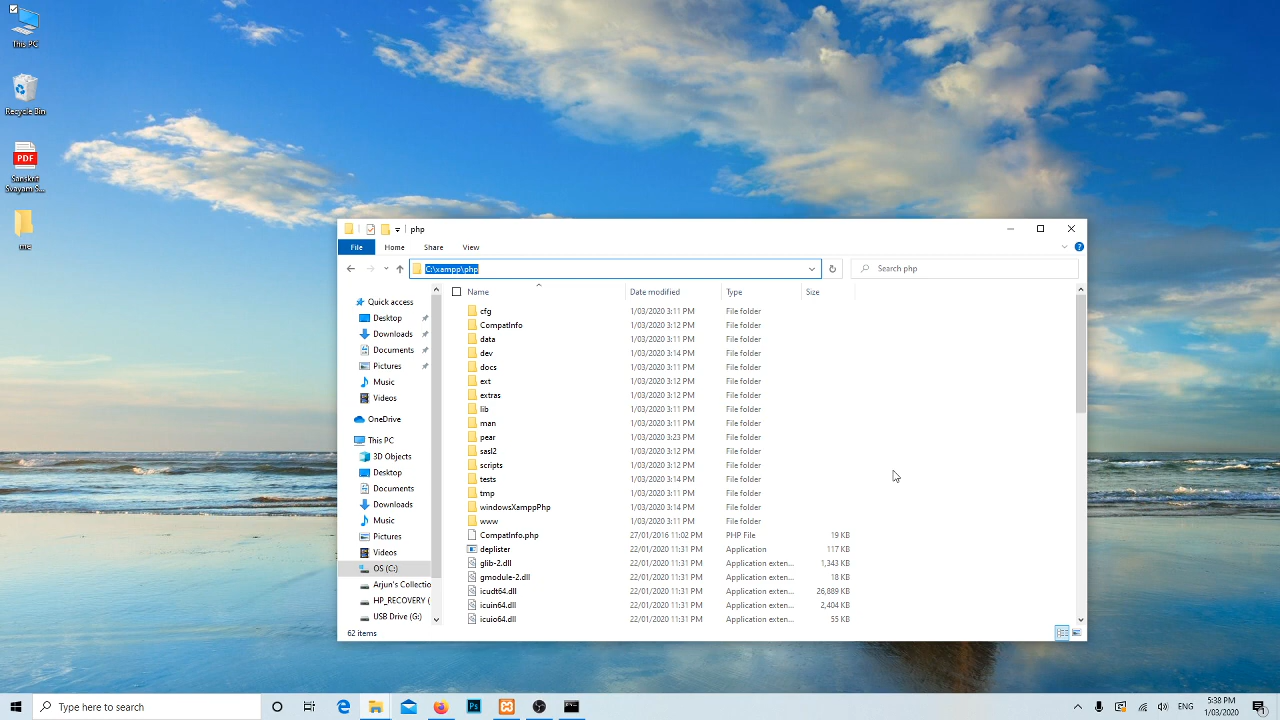 This PC
Recycle Bin
PDF
Sanskrit
Svayam S...
me
php
File
Home
Share
View
C:\xampp\php
Search php
Name
Date modified
Type
Size
Quick access
Desktop
Downloads
Documents
Pictures
Music
Videos
OneDrive
This PC
3D Objects
Desktop
Documents
Downloads
Music
Pictures
Videos
OS (C:)
Arjun's Collectio
HP_RECOVERY (
USB Drive (G:)
cfg 1/03/2020 3:11 PM File folder
CompatInfo 1/03/2020 3:12 PM File folder
data 1/03/2020 3:11 PM File folder
dev 1/03/2020 3:14 PM File folder
docs 1/03/2020 3:11 PM File folder
ext 1/03/2020 3:12 PM File folder
extras 1/03/2020 3:12 PM File folder
lib 1/03/2020 3:11 PM File folder
man 1/03/2020 3:11 PM File folder
pear 1/03/2020 3:23 PM File folder
sasl2 1/03/2020 3:12 PM File folder
scripts 1/03/2020 3:12 PM File folder
tests 1/03/2020 3:14 PM File folder
tmp 1/03/2020 3:11 PM File folder
windowsXamppPhp 1/03/2020 3:14 PM File folder
www 1/03/2020 3:11 PM File folder
CompatInfo.php 27/01/2016 11:02 PM PHP File 19 KB
deplister 22/01/2020 11:31 PM Application 117 KB
glib-2.dll 22/01/2020 11:31 PM Application exten... 1,343 KB
gmodule-2.dll 22/01/2020 11:31 PM Application exten... 18 KB
icudt64.dll 22/01/2020 11:31 PM Application exten... 26,889 KB
icuin64.dll 22/01/2020 11:31 PM Application exten... 2,404 KB
icuio64.dll 22/01/2020 11:31 PM Application exten... 55 KB
62 items
Type here to search
Ps
ENG
5:38 PM
1/03/2020
1